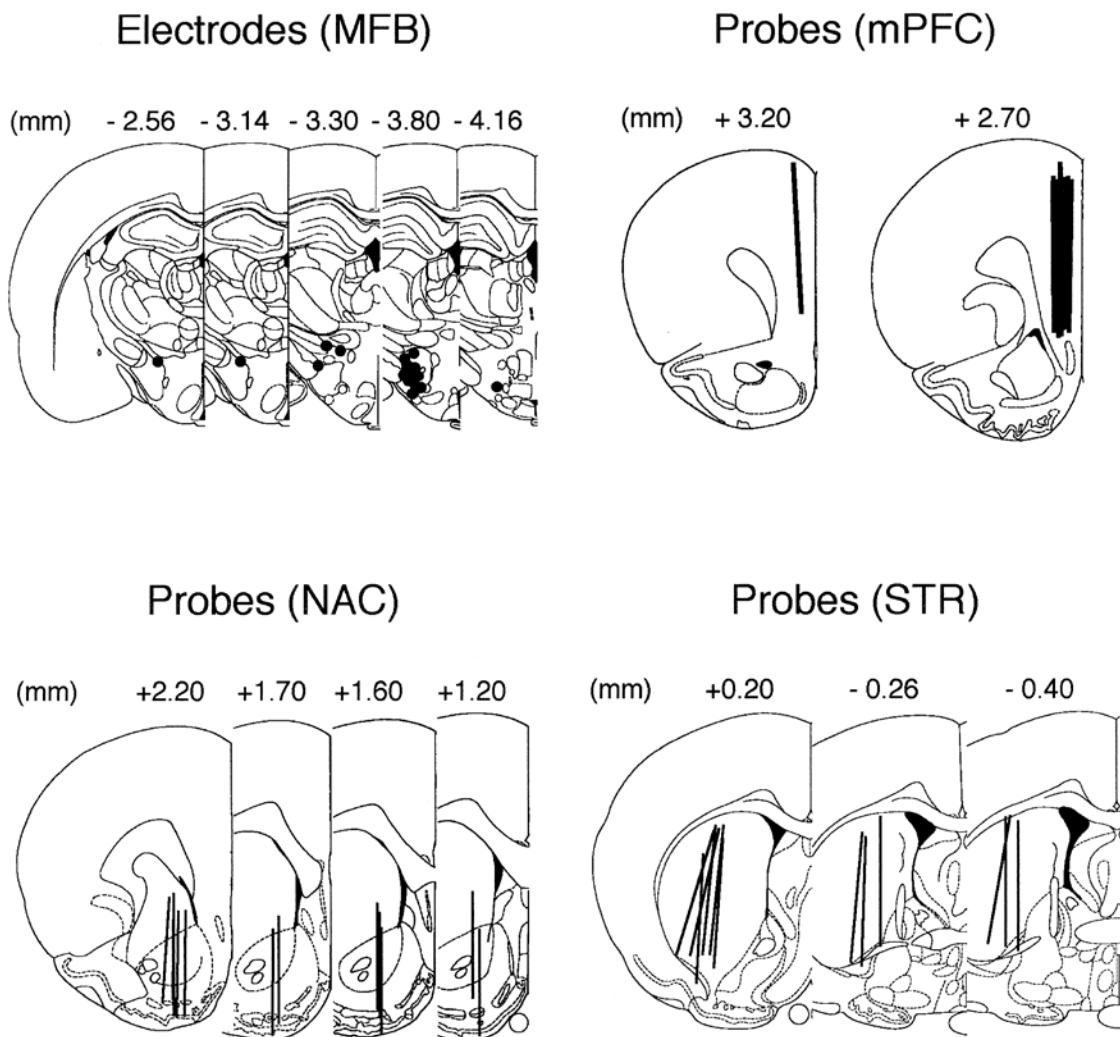 Electrodes (MFB)
(mm) - 2.56 - 3.14 - 3.30 - 3.80 - 4.16
Probes (mPFC)
(mm) + 3.20 + 2.70
Probes (NAC)
(mm) +2.20 +1.70 +1.60 +1.20
Probes (STR)
(mm) +0.20 - 0.26 - 0.40